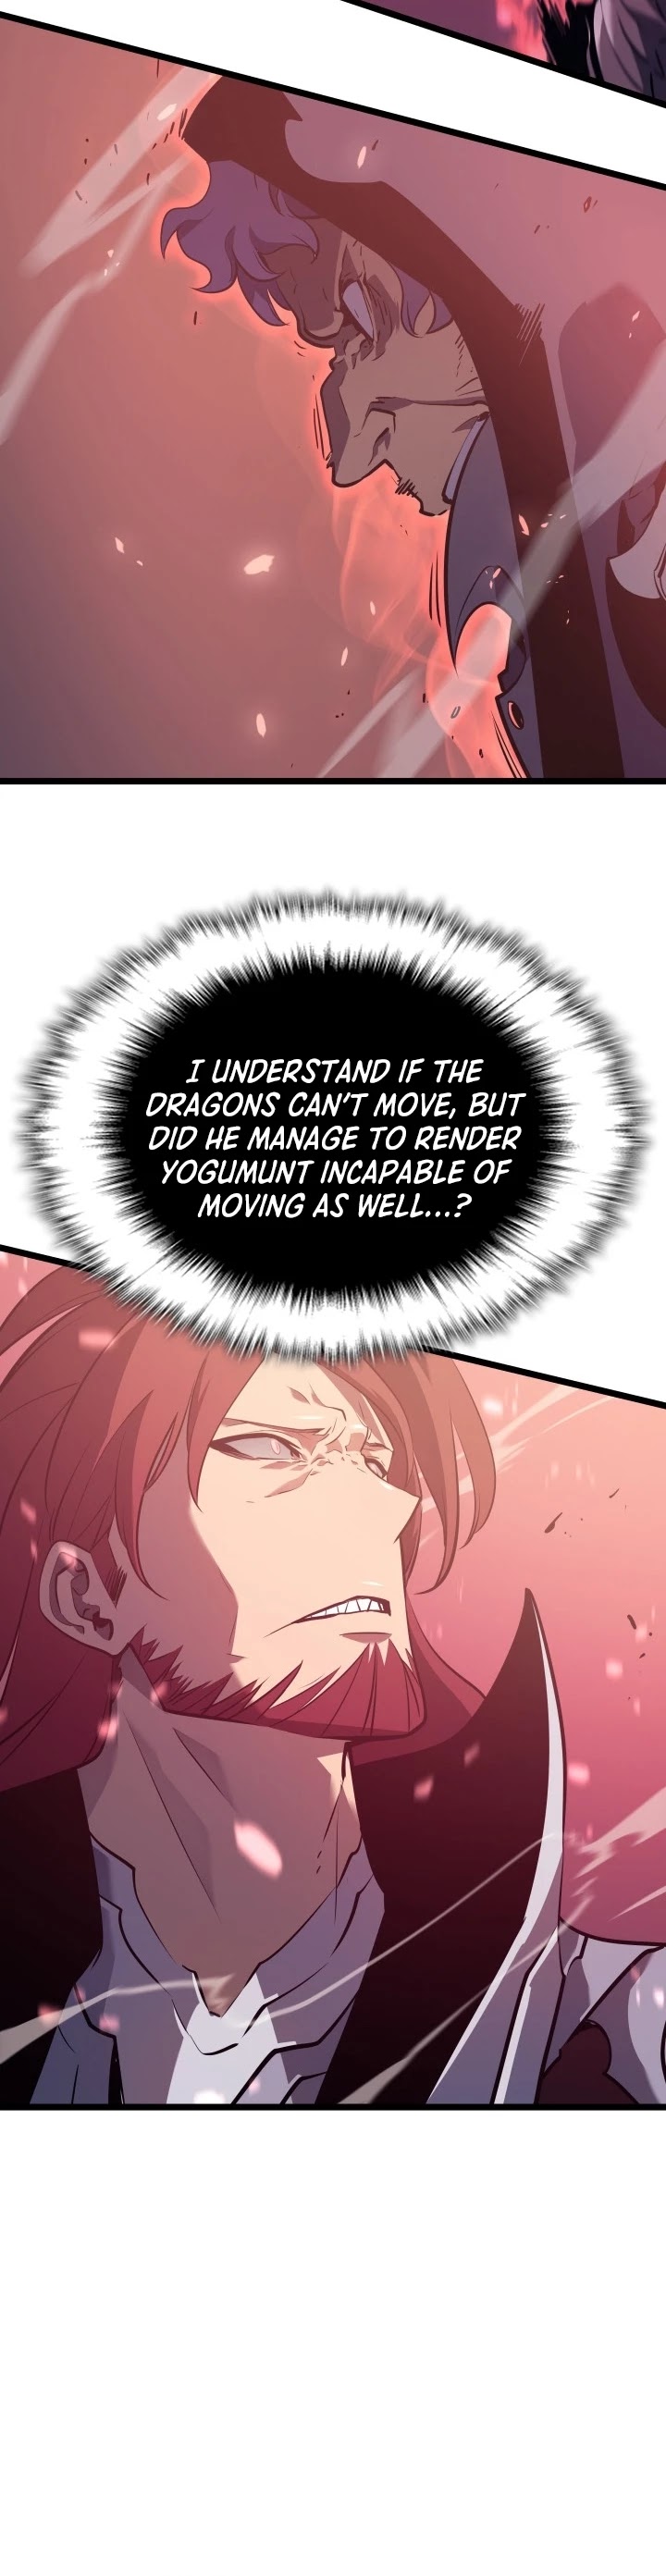 I UNDERSTAND IF THE
DRAGONS CAN'T MOVE, BUT
DID HE MANAGE TO RENDER
YOGUMUNT INCAPABLE OF
MOVING AS WELL...?